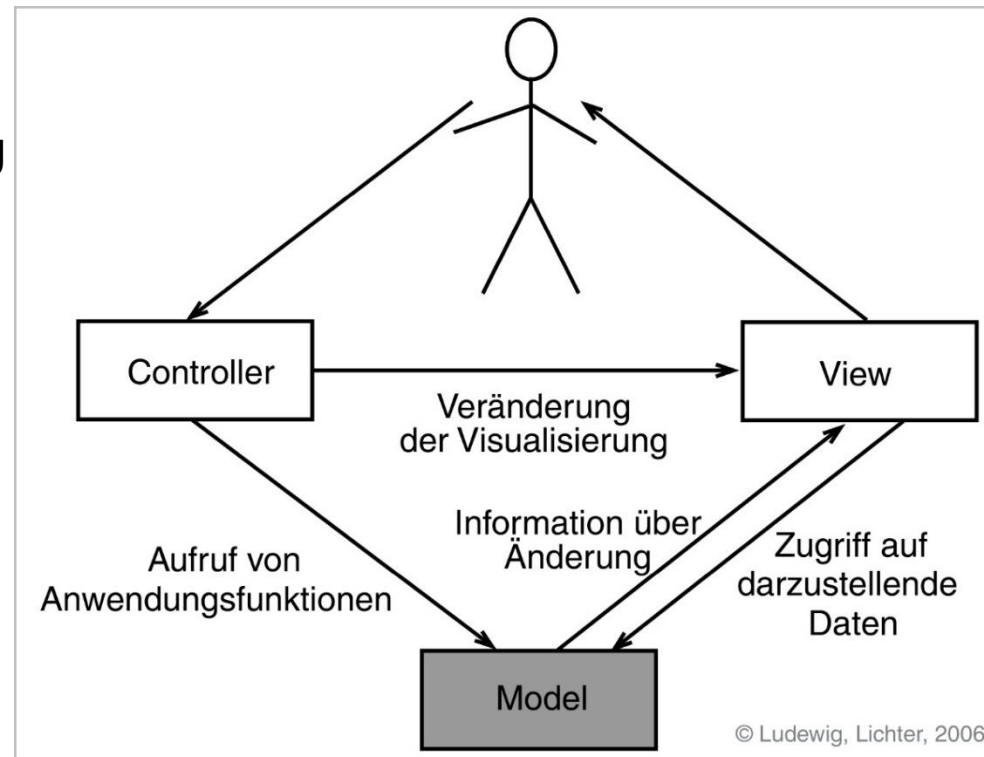 Controller
View
Veränderung
der Visualisierung
Information über
Änderung
Zugriff auf
darzustellende
Daten
Aufruf von
Anwendungsfunktionen
Model
© Ludewig, Lichter, 2006